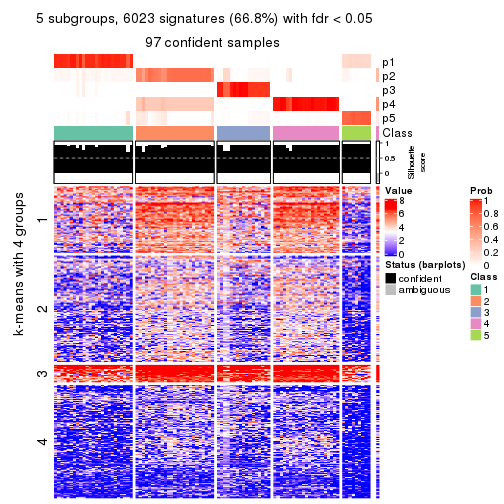 5 subgroups, 6023 signatures (66.8%) with fdr < 0.05
97 confident samples
p1
p2
p3
p4
p5
Class
1
0.5
0
Silhouette
score
k-means with 4 groups
1
2
3
4
Value
8
6
4
2
0
Status (barplots)
confident
ambiguous
Prob
1
0.8
0.6
0.4
0.2
0
Class
1
2
3
4
5